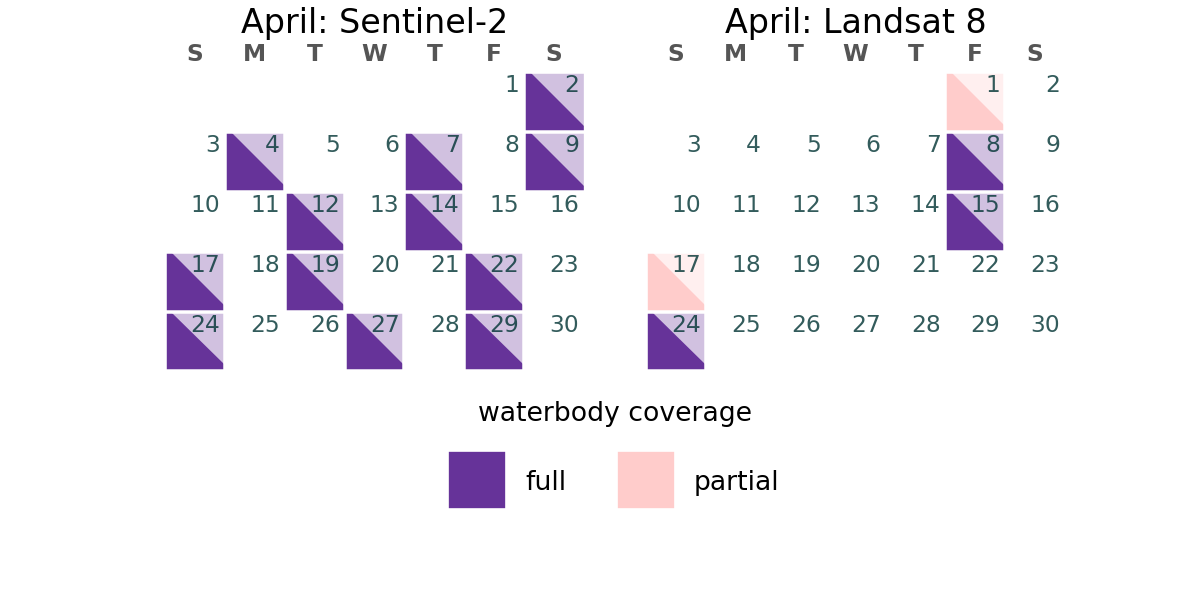 April: Sentinel-2
S M T W T F S
1 2
3 4 5 6 7 8 9
10 11 12 13 14 15 16
17 18 19 20 21 22 23
24 25 26 27 28 29 30
April: Landsat 8
S M T W T F S
1 2
3 4 5 6 7 8 9
10 11 12 13 14 15 16
17 18 19 20 21 22 23
24 25 26 27 28 29 30
waterbody coverage
full
partial